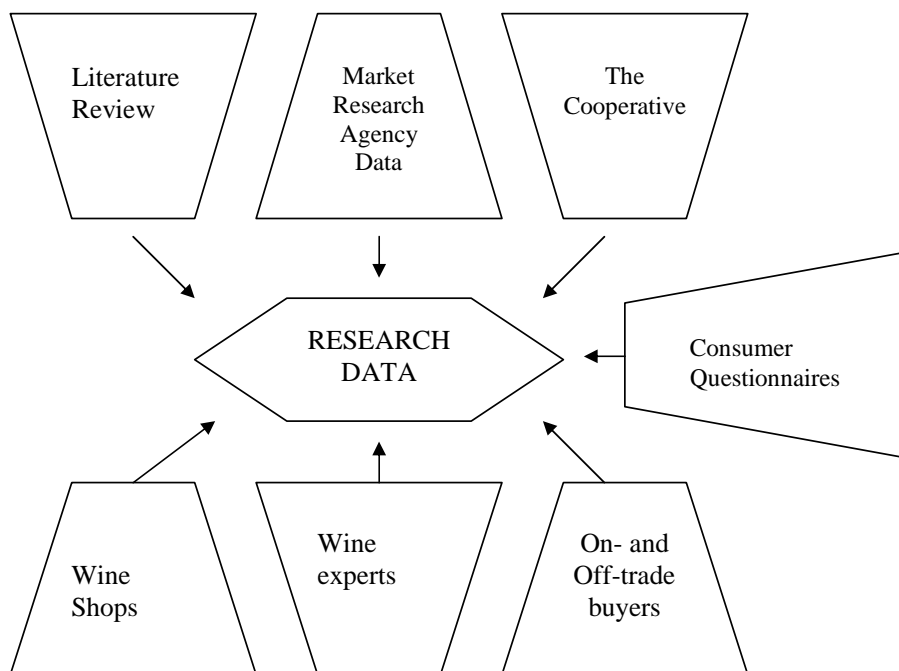 Literature
Review
Market
Research
Agency
Data
The
Cooperative
RESEARCH
DATA
Consumer
Questionnaires
Wine
Shops
Wine
experts
On- and
Off-trade
buyers